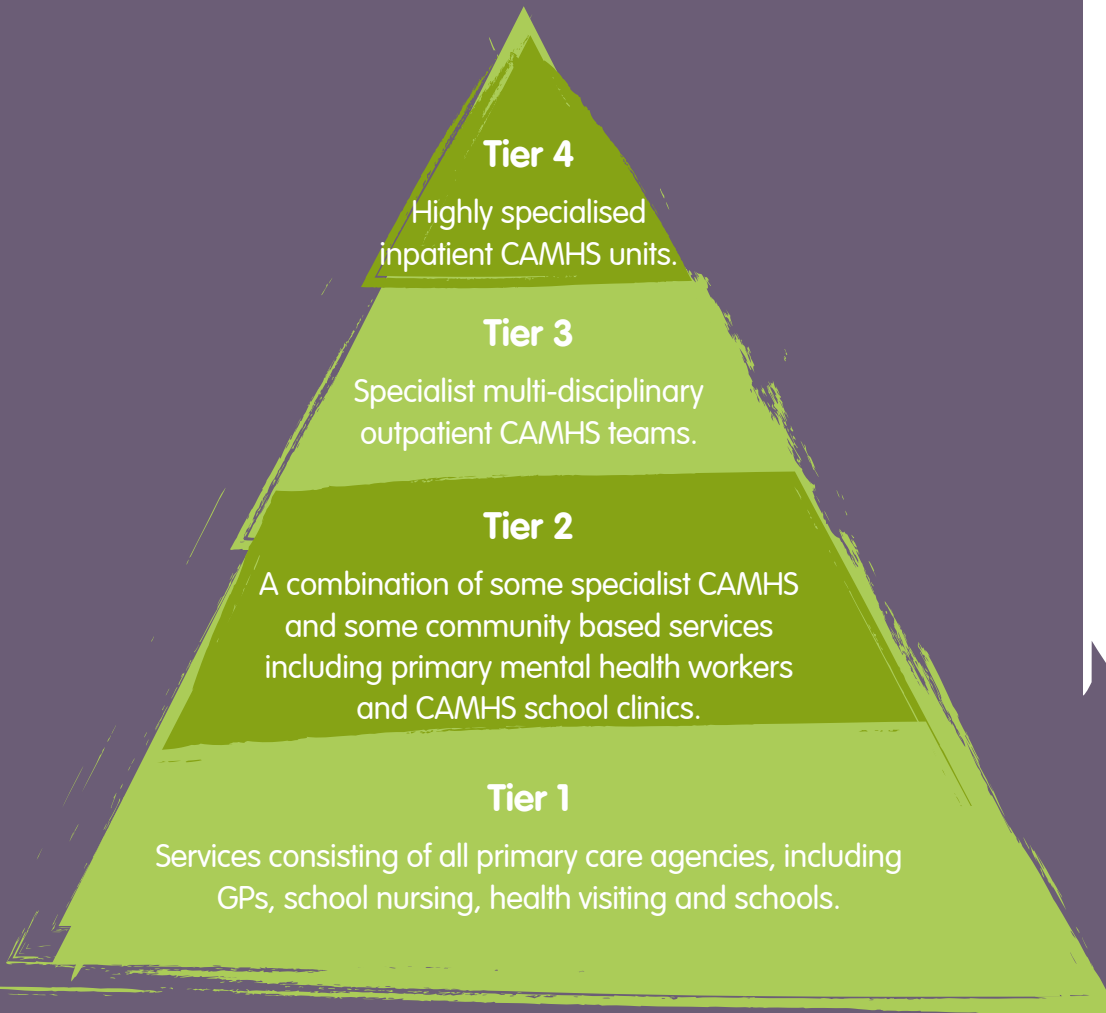 Tier 4
Highly specialised
inpatient CAMHS units.
Tier 3
Specialist multi-disciplinary
outpatient CAMHS teams.
Tier 2
A combination of some specialist CAMHS
and some community based services
including primary mental health workers
and CAMHS school clinics.
Tier 1
Services consisting of all primary care agencies, including
GPs, school nursing, health visiting and schools.